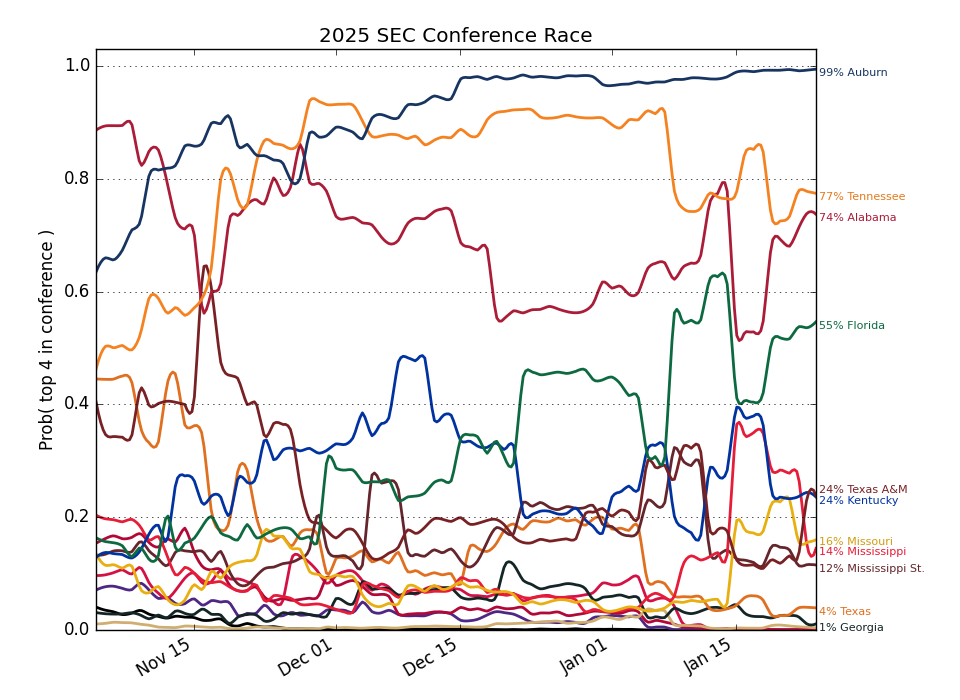 2025 SEC Conference Race
Prob( top 4 in conference )
1.0
0.8
0.6
0.4
0.2
0.0
Nov 15
Dec 01
Dec 15
Jan 01
Jan 15
99% Auburn
77% Tennessee
74% Alabama
55% Florida
24% Texas A&M
24% Kentucky
16% Missouri
14% Mississippi
12% Mississippi St.
4% Texas
1% Georgia